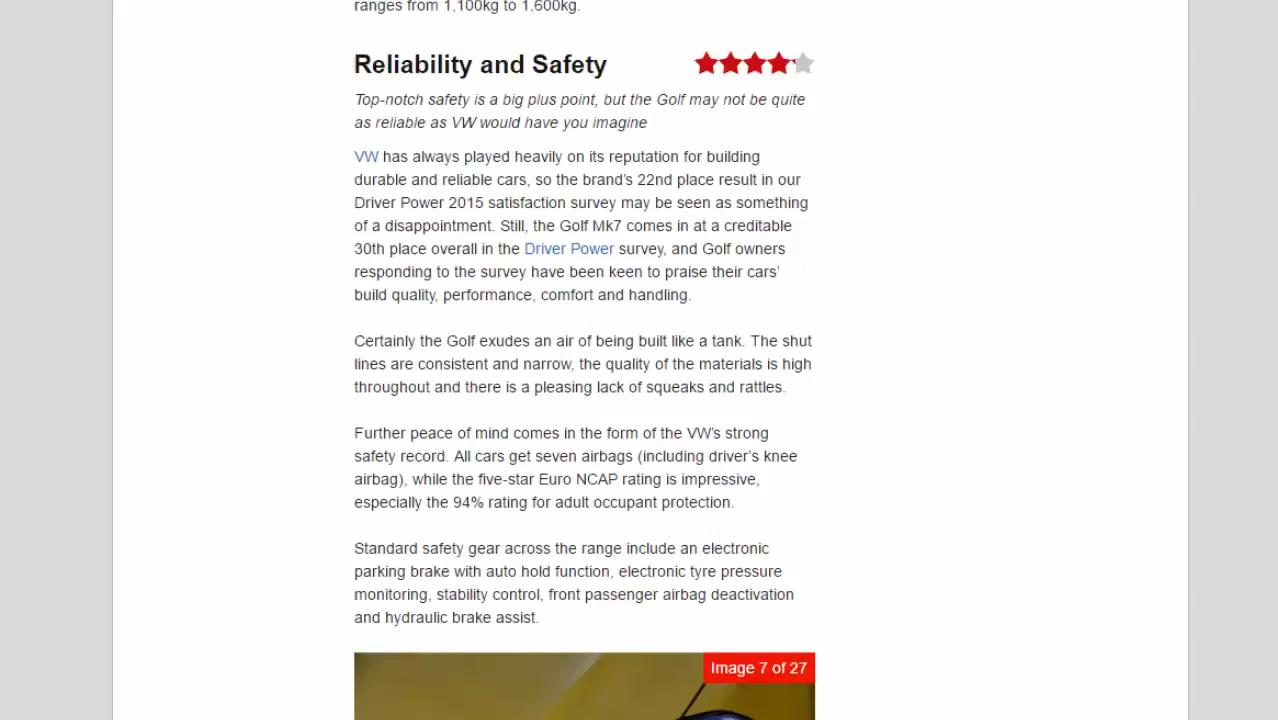 ranges from 1,100kg to 1,600kg.
Reliability and Safety
Top-notch safety is a big plus point, but the Golf may not be quite
as reliable as VW would have you imagine
VW has always played heavily on its reputation for building
durable and reliable cars, so the brand's 22nd place result in our
Driver Power 2015 satisfaction survey may be seen as something
of a disappointment. Still, the Golf Mk7 comes in at a creditable
30th place overall in the Driver Power survey, and Golf owners
responding to the survey have been keen to praise their cars'
build quality, performance, comfort and handling.
Certainly the Golf exudes an air of being built like a tank. The shut
lines are consistent and narrow, the quality of the materials is high
throughout and there is a pleasing lack of squeaks and rattles.
Further peace of mind comes in the form of the VW's strong
safety record. All cars get seven airbags (including driver's knee
airbag), while the five-star Euro NCAP rating is impressive,
especially the 94% rating for adult occupant protection.
Standard safety gear across the range include an electronic
parking brake with auto hold function, electronic tyre pressure
monitoring, stability control, front passenger airbag deactivation
and hydraulic brake assist.
Image 7 of 27